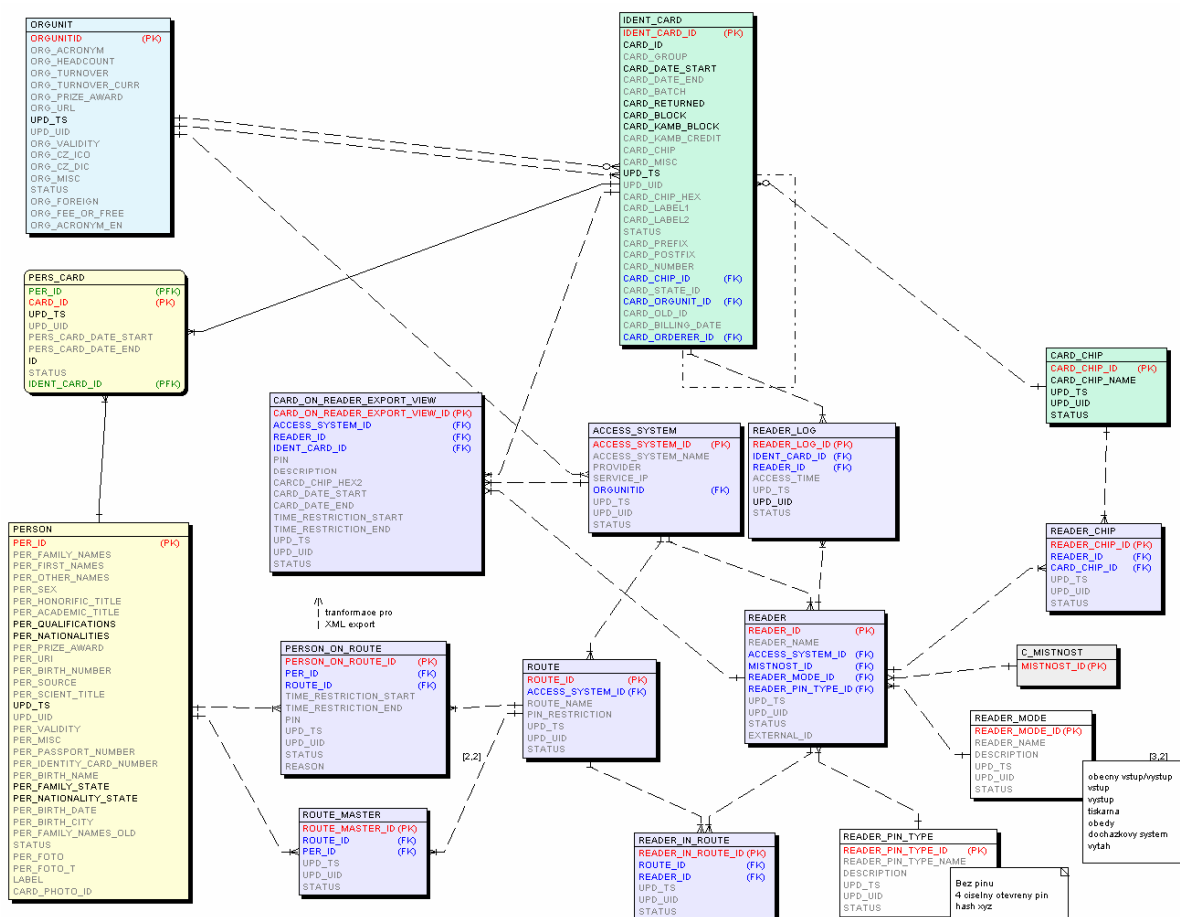 ORGUNIT
ORGUNITID (PK)
ORG_ACRONYM
ORG_HEADCOUNT
ORG_TURNOVER
ORG_TURNOVER_CURR
ORG_PRIZE_AWARD
ORG_URL
UPD_TS
UPD_UID
ORG_VALIDITY
ORG_CZ_ICO
ORG_CZ_DIC
ORG_MISC
STATUS
ORG_FOREIGN
ORG_FEE_OR_FREE
ORG_ACRONYM_EN
IDENT_CARD
IDENT_CARD_ID (PK)
CARD_ID
CARD_GROUP
CARD_DATE_START
CARD_DATE_END
CARD_BATCH
CARD_RETURNED
CARD_BLOCK
CARD_KAMB_BLOCK
CARD_KAMB_CREDIT
CARD_CHIP
CARD_MISC
UPD_TS
UPD_UID
CARD_CHIP_HEX
CARD_LABEL1
CARD_LABEL2
STATUS
CARD_PREFIX
CARD_POSTFIX
CARD_NUMBER
CARD_CHIP_ID (FK)
CARD_STATE_ID
CARD_ORGUNIT_ID (FK)
CARD_OLD_ID
CARD_BILLING_DATE
CARD_ORDERER_ID (FK)
PERS_CARD
PER_ID (PFK)
CARD_ID (PK)
UPD_TS
UPD_UID
PERS_CARD_DATE_START
PERS_CARD_DATE_END
ID
STATUS
IDENT_CARD_ID (PFK)
CARD_CHIP
CARD_CHIP_ID (PK)
CARD_CHIP_NAME
UPD_TS
UPD_UID
STATUS
CARD_ON_READER_EXPORT_VIEW
CARD_ON_READER_EXPORT_VIEW_ID (PK)
ACCESS_SYSTEM_ID (FK)
READER_ID (FK)
IDENT_CARD_ID (FK)
PIN
DESCRIPTION
CARCD_CHIP_HEX2
CARD_DATE_START
CARD_DATE_END
TIME_RESTRICTION_START
TIME_RESTRICTION_END
UPD_TS
UPD_UID
STATUS
ACCESS_SYSTEM
ACCESS_SYSTEM_ID (PK)
ACCESS_SYSTEM_NAME
PROVIDER
SERVICE_IP
ORGUNITID (FK)
UPD_TS
UPD_UID
STATUS
READER_LOG
READER_LOG_ID (PK)
IDENT_CARD_ID (FK)
READER_ID (FK)
ACCESS_TIME
UPD_TS
UPD_UID
STATUS
PERSON
PER_ID (PK)
PER_FAMILY_NAMES
PER_FIRST_NAMES
PER_OTHER_NAMES
PER_SEX
PER_HONORIFIC_TITLE
PER_ACADEMIC_TITLE
PER_QUALIFICATIONS
PER_NATIONALITIES
PER_PRIZE_AWARD
PER_URI
PER_BIRTH_NUMBER
PER_SOURCE
PER_SCIENT_TITLE
UPD_TS
UPD_UID
PER_VALIDITY
PER_MISC
PER_PASSPORT_NUMBER
PER_IDENTITY_CARD_NUMBER
PER_BIRTH_NAME
PER_FAMILY_STATE
PER_NATIONALITY_STATE
PER_BIRTH_DATE
PER_BIRTH_CITY
PER_FAMILY_NAMES_OLD
STATUS
PER_FOTO
PER_FOTO_T
LABEL
CARD_PHOTO_ID
READER_CHIP
READER_CHIP_ID (PK)
READER_ID (FK)
CARD_CHIP_ID (FK)
UPD_TS
UPD_UID
STATUS
tranformace pro
XML export
PERSON_ON_ROUTE
PERSON_ON_ROUTE_ID (PK)
PER_ID (FK)
ROUTE_ID (FK)
TIME_RESTRICTION_START
TIME_RESTRICTION_END
PIN
UPD_TS
UPD_UID
STATUS
REASON
ROUTE
ROUTE_ID (PK)
ACCESS_SYSTEM_ID (FK)
ROUTE_NAME
PIN_RESTRICTION
UPD_TS
UPD_UID
STATUS
[2,2]
READER
READER_ID (PK)
READER_NAME
ACCESS_SYSTEM_ID (FK)
MISTNOST_ID (FK)
READER_MODE_ID (FK)
READER_PIN_TYPE_ID (FK)
UPD_TS
UPD_UID
STATUS
EXTERNAL_ID
C_MISTNOST
MISTNOST_ID (PK)
READER_MODE
READER_MODE_ID (PK)
READER_NAME
DESCRIPTION
UPD_TS
UPD_UID
STATUS
[3,2]
obecny vstup/vystup
vstup
vystup
tiskarna
obedy
dochazkovy system
vytah
ROUTE_MASTER
ROUTE_MASTER_ID (PK)
ROUTE_ID (FK)
PER_ID (FK)
UPD_TS
UPD_UID
STATUS
READER_IN_ROUTE
READER_IN_ROUTE_ID (PK)
ROUTE_ID (FK)
READER_ID (FK)
UPD_TS
UPD_UID
STATUS
READER_PIN_TYPE
READER_PIN_TYPE_ID (PK)
READER_PIN_TYPE_NAME
DESCRIPTION
UPD_TS
UPD_UID
STATUS
Bez pinu
4 ciselny otevreny pin
hash xyz